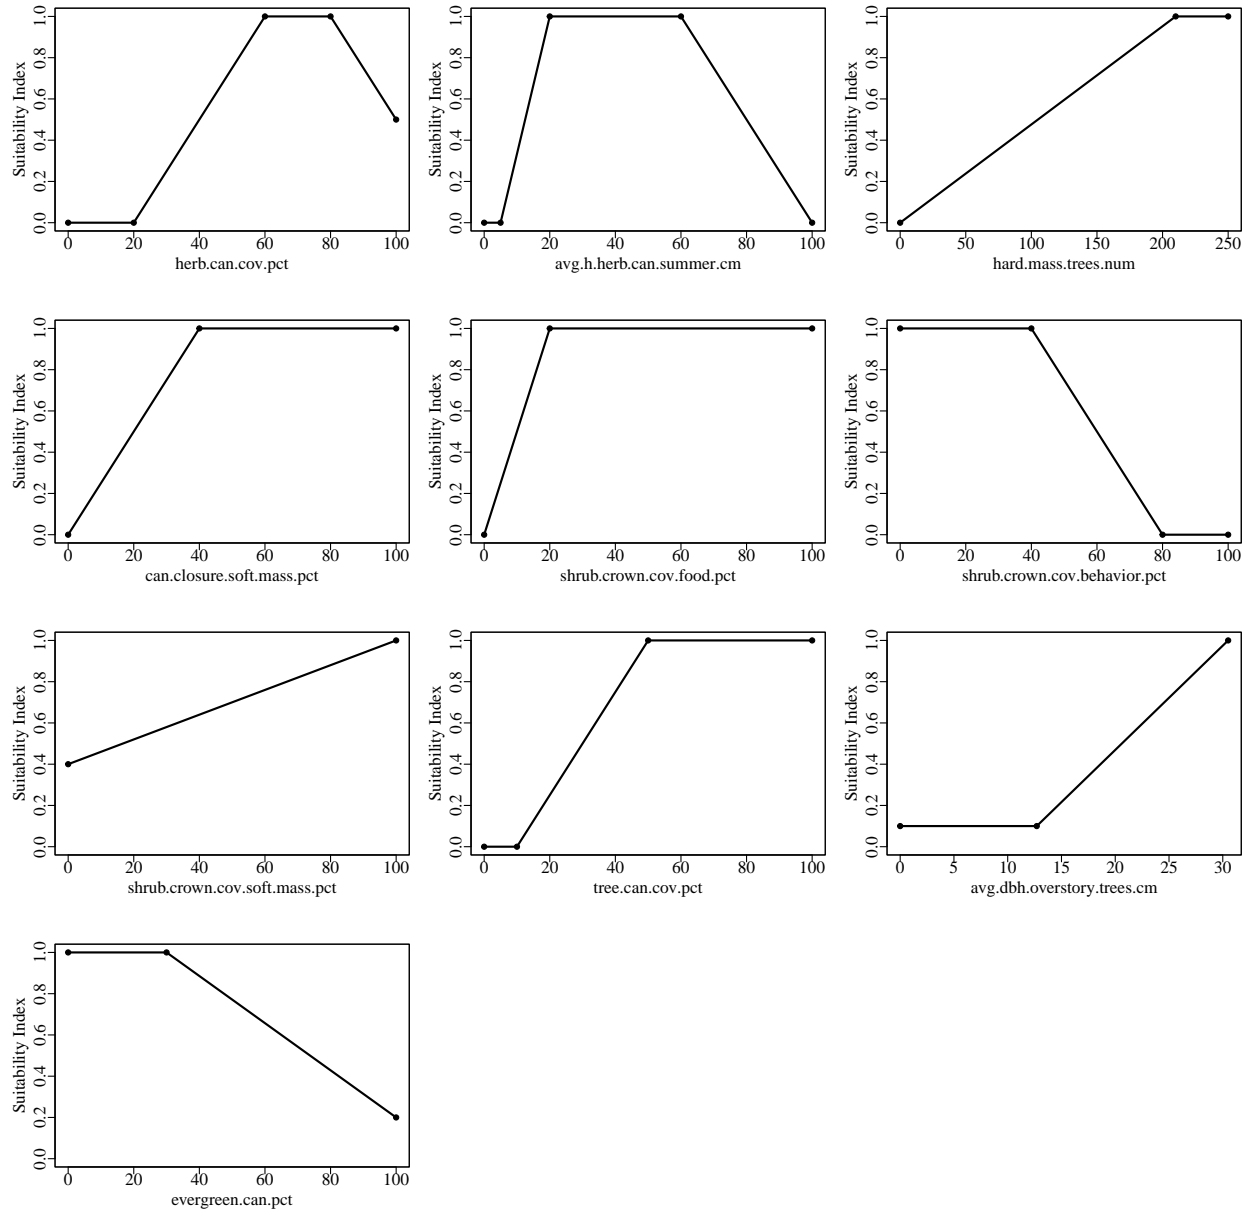 Suitability Index
0.0 0.2 0.4 0.6 0.8 1.0
0 20 40 60 80 100
herb.can.cov.pct
Suitability Index
0.0 0.2 0.4 0.6 0.8 1.0
0 20 40 60 80 100
avg.h.herb.can.summer.cm
Suitability Index
0.0 0.2 0.4 0.6 0.8 1.0
0 50 100 150 200 250
hard.mass.trees.num
Suitability Index
0.0 0.2 0.4 0.6 0.8 1.0
0 20 40 60 80 100
can.closure.soft.mass.pct
Suitability Index
0.0 0.2 0.4 0.6 0.8 1.0
0 20 40 60 80 100
shrub.crown.cov.food.pct
Suitability Index
0.0 0.2 0.4 0.6 0.8 1.0
0 20 40 60 80 100
shrub.crown.cov.behavior.pct
Suitability Index
0.0 0.2 0.4 0.6 0.8 1.0
0 20 40 60 80 100
shrub.crown.cov.soft.mass.pct
Suitability Index
0.0 0.2 0.4 0.6 0.8 1.0
0 20 40 60 80 100
tree.can.cov.pct
Suitability Index
0.0 0.2 0.4 0.6 0.8 1.0
0 5 10 15 20 25 30
avg.dbh.overstory.trees.cm
Suitability Index
0.0 0.2 0.4 0.6 0.8 1.0
0 20 40 60 80 100
evergreen.can.pct